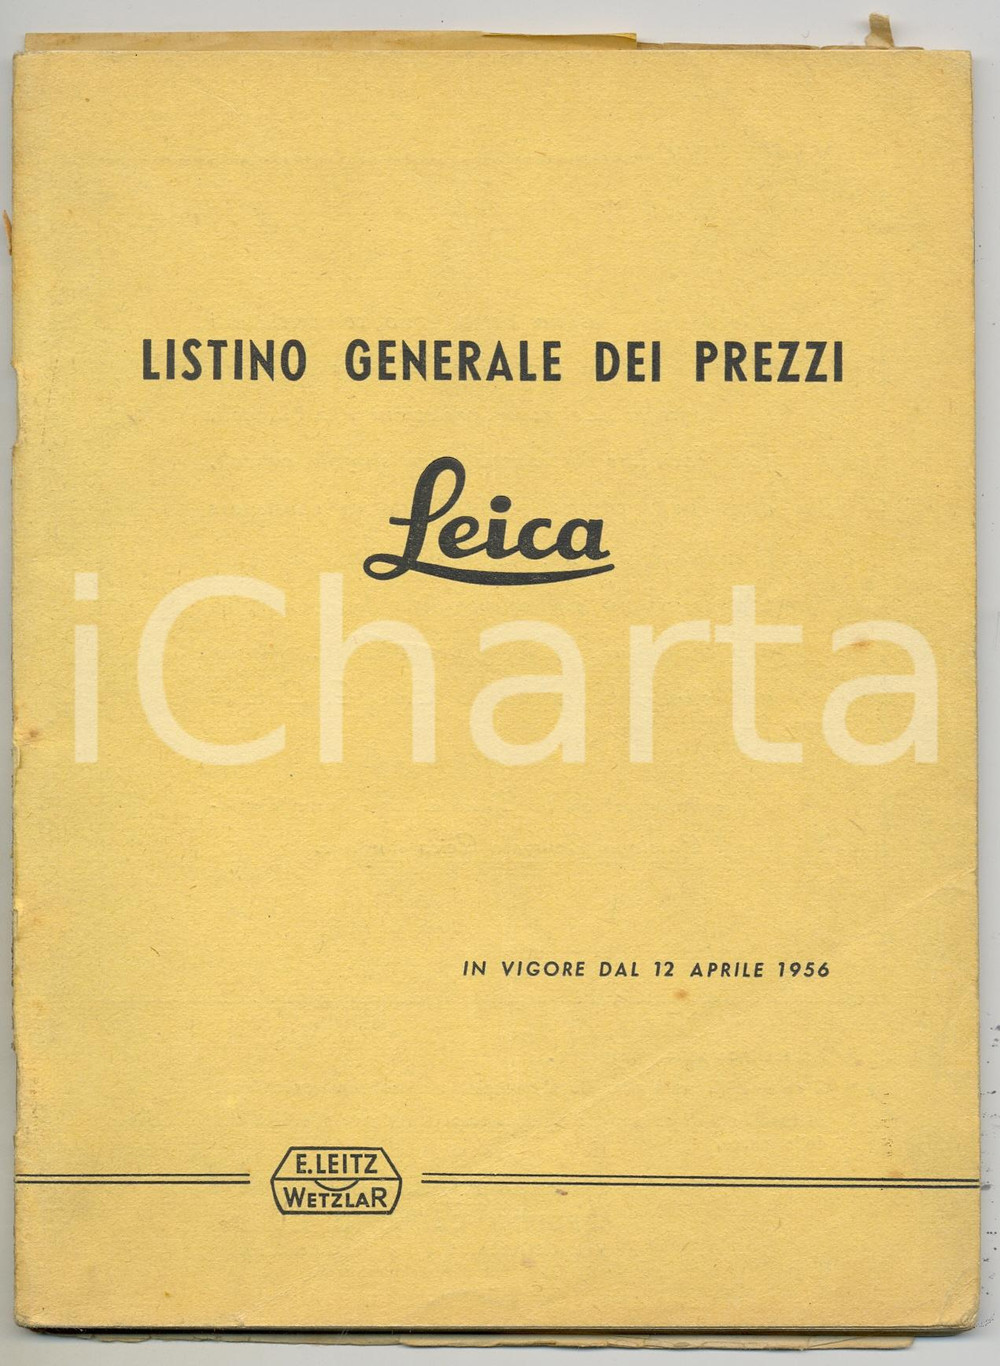 LISTINO GENERALE DEI PREZZI
Leica
iCharta
IN VIGORE DAL 12 APRILE 1956
E. LEITZ
WETZLAR